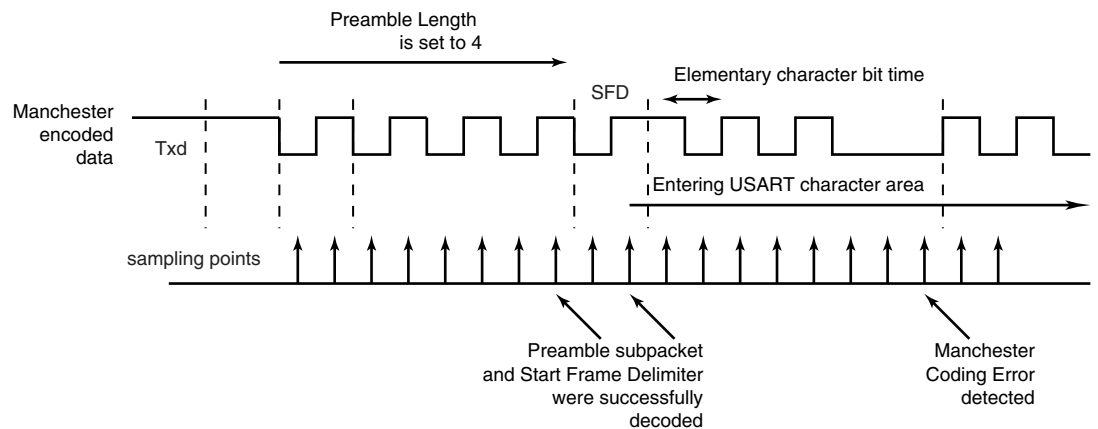 Preamble Length
is set to 4
SFD
Elementary character bit time
Manchester
encoded
data
Txd
Entering USART character area
sampling points
Preamble subpacket
and Start Frame Delimiter
were successfully
decoded
Manchester
Coding Error
detected